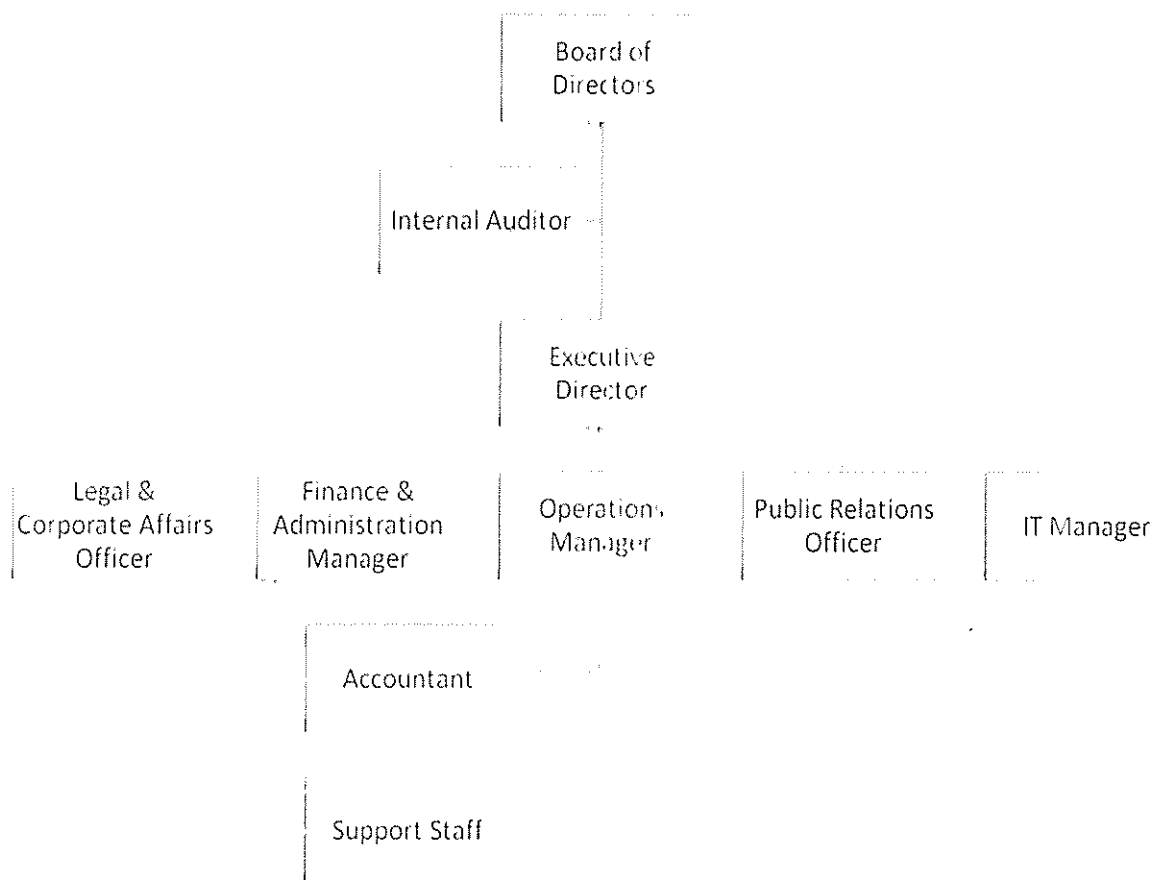 Board of
Directors
Internal Auditor
Executive
Director
Legal &
Corporate Affairs
Officer
Finance &
Administration
Manager
Operations
Manager
Public Relations
Officer
IT Manager
Accountant
Support Staff